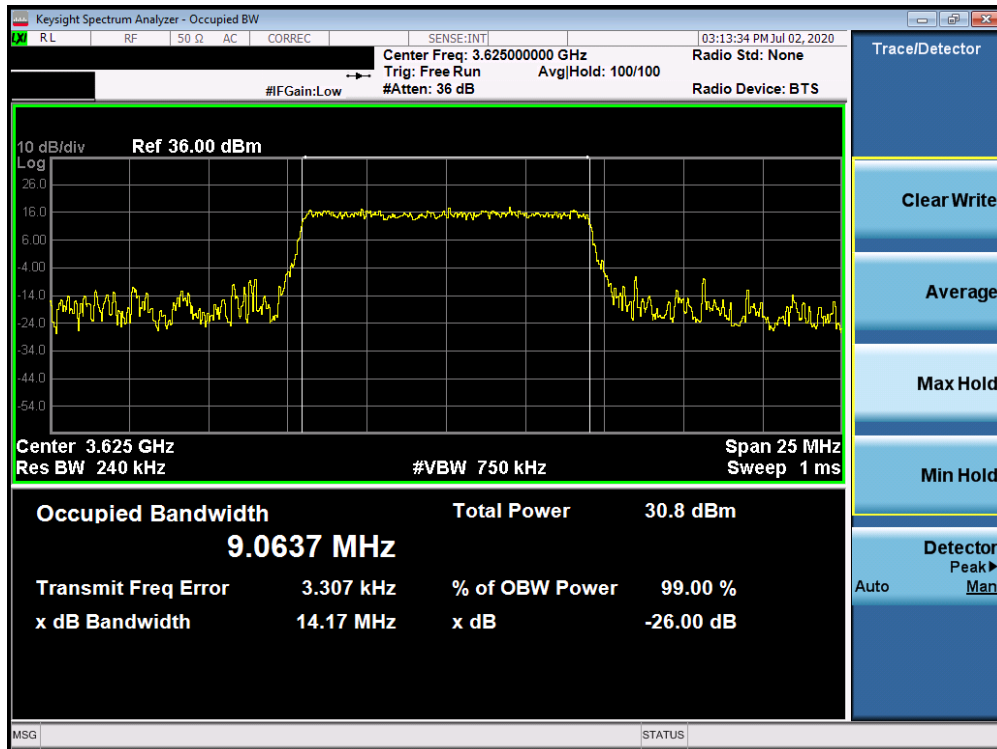 Keysight Spectrum Analyzer - Occupied BW
LXI RL RF 50 Ω AC CORREC SENSE:INT 03:13:34 PM Jul 02, 2020
Center Freq: 3.625000000 GHz Radio Std: None
Trig: Free Run Avg|Hold: 100/100
#IFGain:Low #Atten: 36 dB Radio Device: BTS
10 dB/div Ref 36.00 dBm
Log
26.0
16.0
6.00
-4.00
-14.0
-24.0
-34.0
-44.0
-54.0
Center 3.625 GHz Span 25 MHz
Res BW 240 kHz #VBW 750 kHz Sweep 1 ms
Occupied Bandwidth Total Power 30.8 dBm
9.0637 MHz
Transmit Freq Error 3.307 kHz % of OBW Power 99.00 %
x dB Bandwidth 14.17 MHz x dB -26.00 dB
MSG STATUS
Trace/Detector
Clear Write
Average
Max Hold
Min Hold
Detector
Peak▶
Auto Man